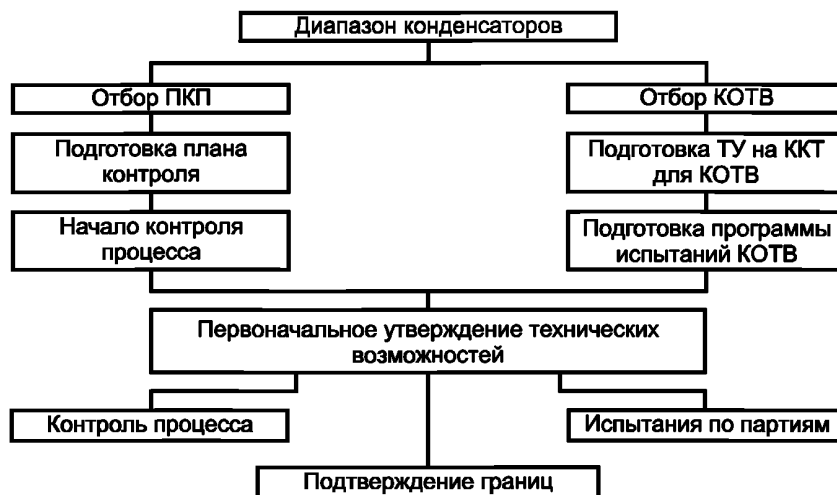 Диапазон конденсаторов
Отбор ПКП
Отбор КОТВ
Подготовка плана
контроля
Подготовка ТУ на ККТ
для КОТВ
Начало контроля
процесса
Подготовка программы
испытаний КОТВ
Первоначальное утверждение технических
возможностей
Контроль процесса
Испытания по партиям
Подтверждение границ